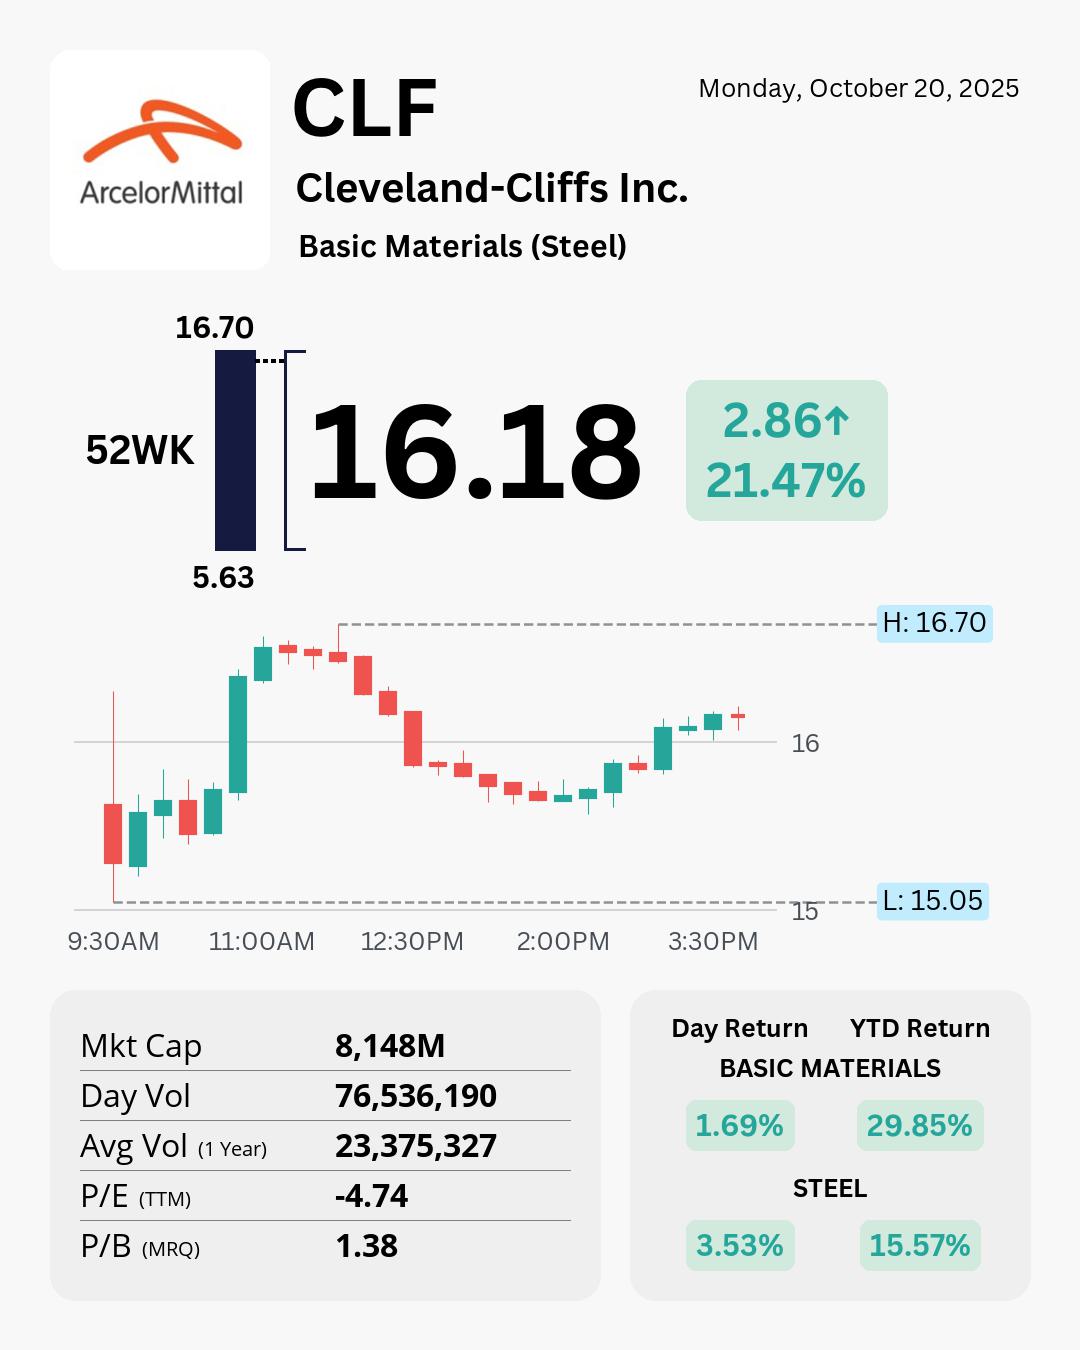 ArcelorMittal
CLF
Monday, October 20, 2025
Cleveland-Cliffs Inc.
Basic Materials (Steel)
16.70
52WK
5.63
16.18
2.86↑
21.47%
H: 16.70
16
L: 15.05
15
9:30AM 11:00AM 12:30PM 2:00PM 3:30PM
Mkt Cap 8,148M
Day Vol 76,536,190
Avg Vol (1 Year) 23,375,327
P/E (TTM) -4.74
P/B (MRQ) 1.38
Day Return YTD Return
BASIC MATERIALS
1.69% 29.85%
STEEL
3.53% 15.57%